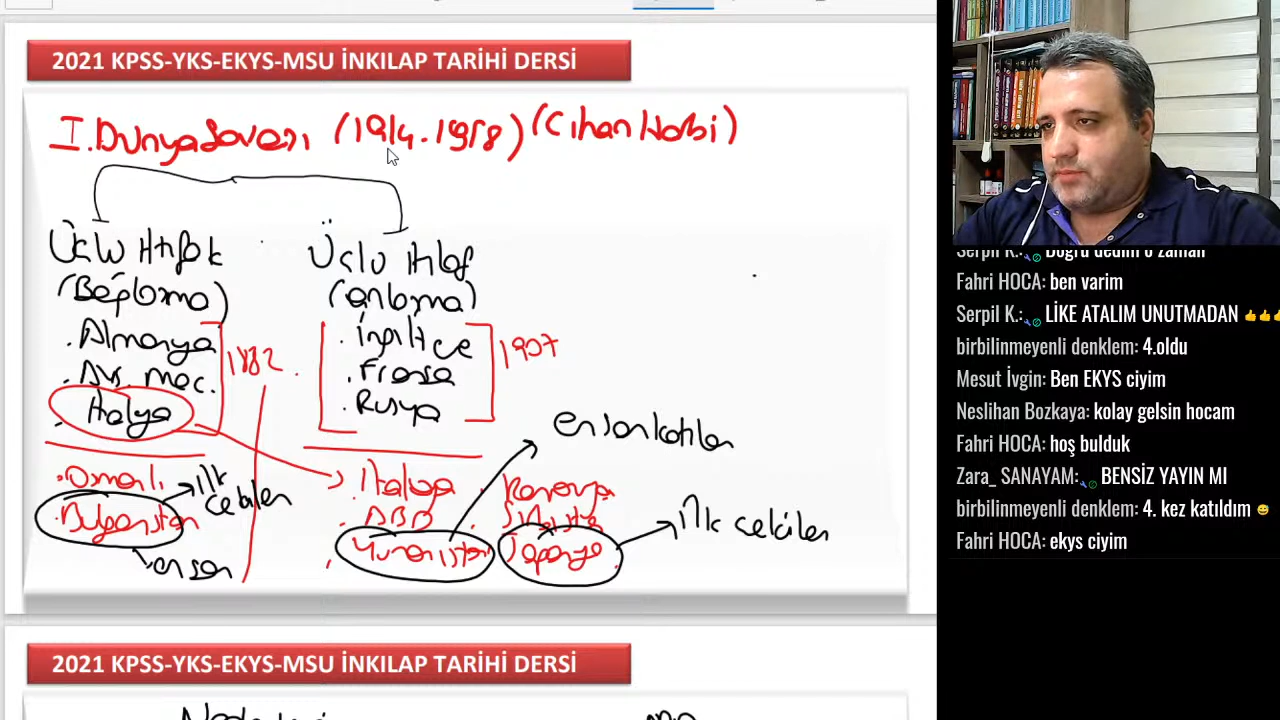 2021 KPSS-YKS-EKYS-MSU İNKILAP TARİHİ DERSİ
I. Dünya Savaşı (1914-1918) (Cihan Harbi)
Üçlü İttifak
(Bağlaşma)
. Almanya
. Avs. Mac.
. İtalya
1882
Üçlü İtilaf
(anlaşma)
. İngiltere
. Fransa
. Rusya
1907
. Osmanlı
. Bulgaristan
ilk
çekilen
en son
. İtalya
. ABD
. Yunanistan
en son katılan
Japonya
ilk çekilen
2021 KPSS-YKS-EKYS-MSU İNKILAP TARİHİ DERSİ
Serpil K.: Doğru dedim o zaman
Fahri HOCA: ben varim
Serpil K.: LİKE ATALIM UNUTMADAN 👍👍👍
birbilinmeyenli denklem: 4.oldu
Mesut İvgin: Ben EKYS ciyim
Neslihan Bozkaya: kolay gelsin hocam
Fahri HOCA: hoş bulduk
Zara_ SANAYAM: BENSİZ YAYIN MI
birbilinmeyenli denklem: 4. kez katıldım 😊
Fahri HOCA: ekys ciyim